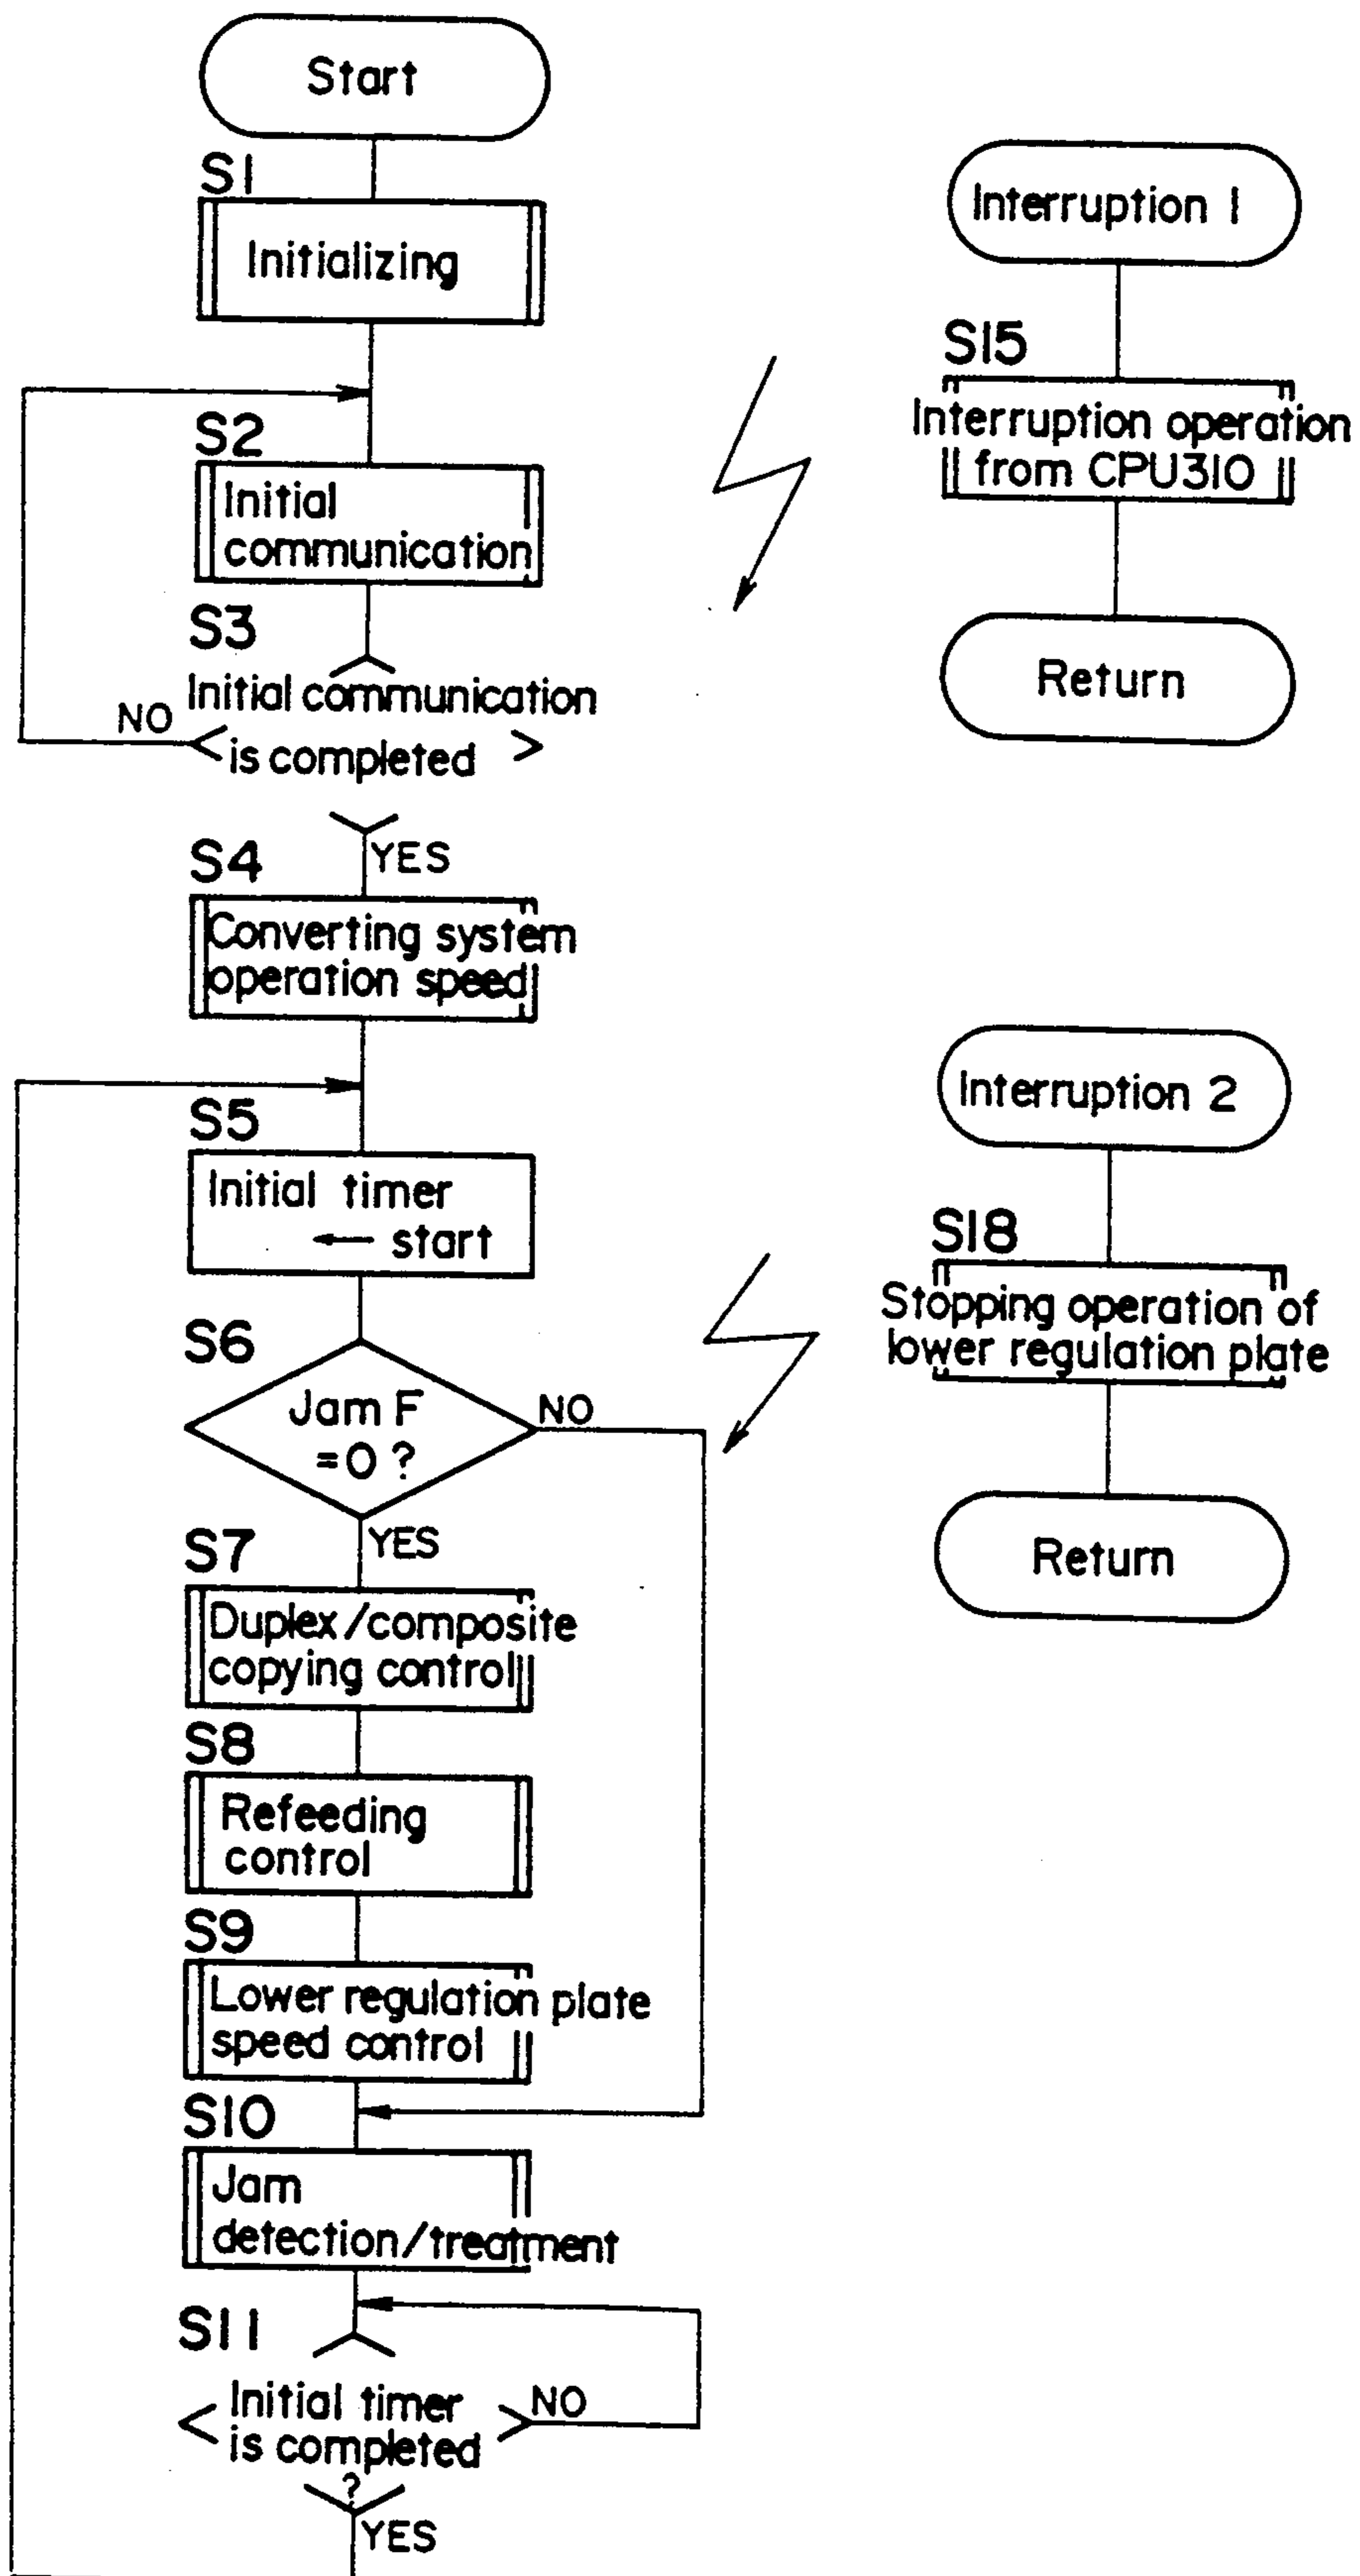 Start
S1
Initializing
S2
Initial
communication
S3
Initial communication
NO
is completed
YES
S4
Converting system
operation speed
S5
Initial timer
← start
S6
Jam F
=0 ?
NO
YES
S7
Duplex/composite
copying control
S8
Refeeding
control
S9
Lower regulation plate
speed control
S10
Jam
detection/treatment
S11
Initial timer
NO
is completed
?
YES
Interruption 1
S15
Interruption operation
from CPU310
Return
Interruption 2
S18
Stopping operation of
lower regulation plate
Return